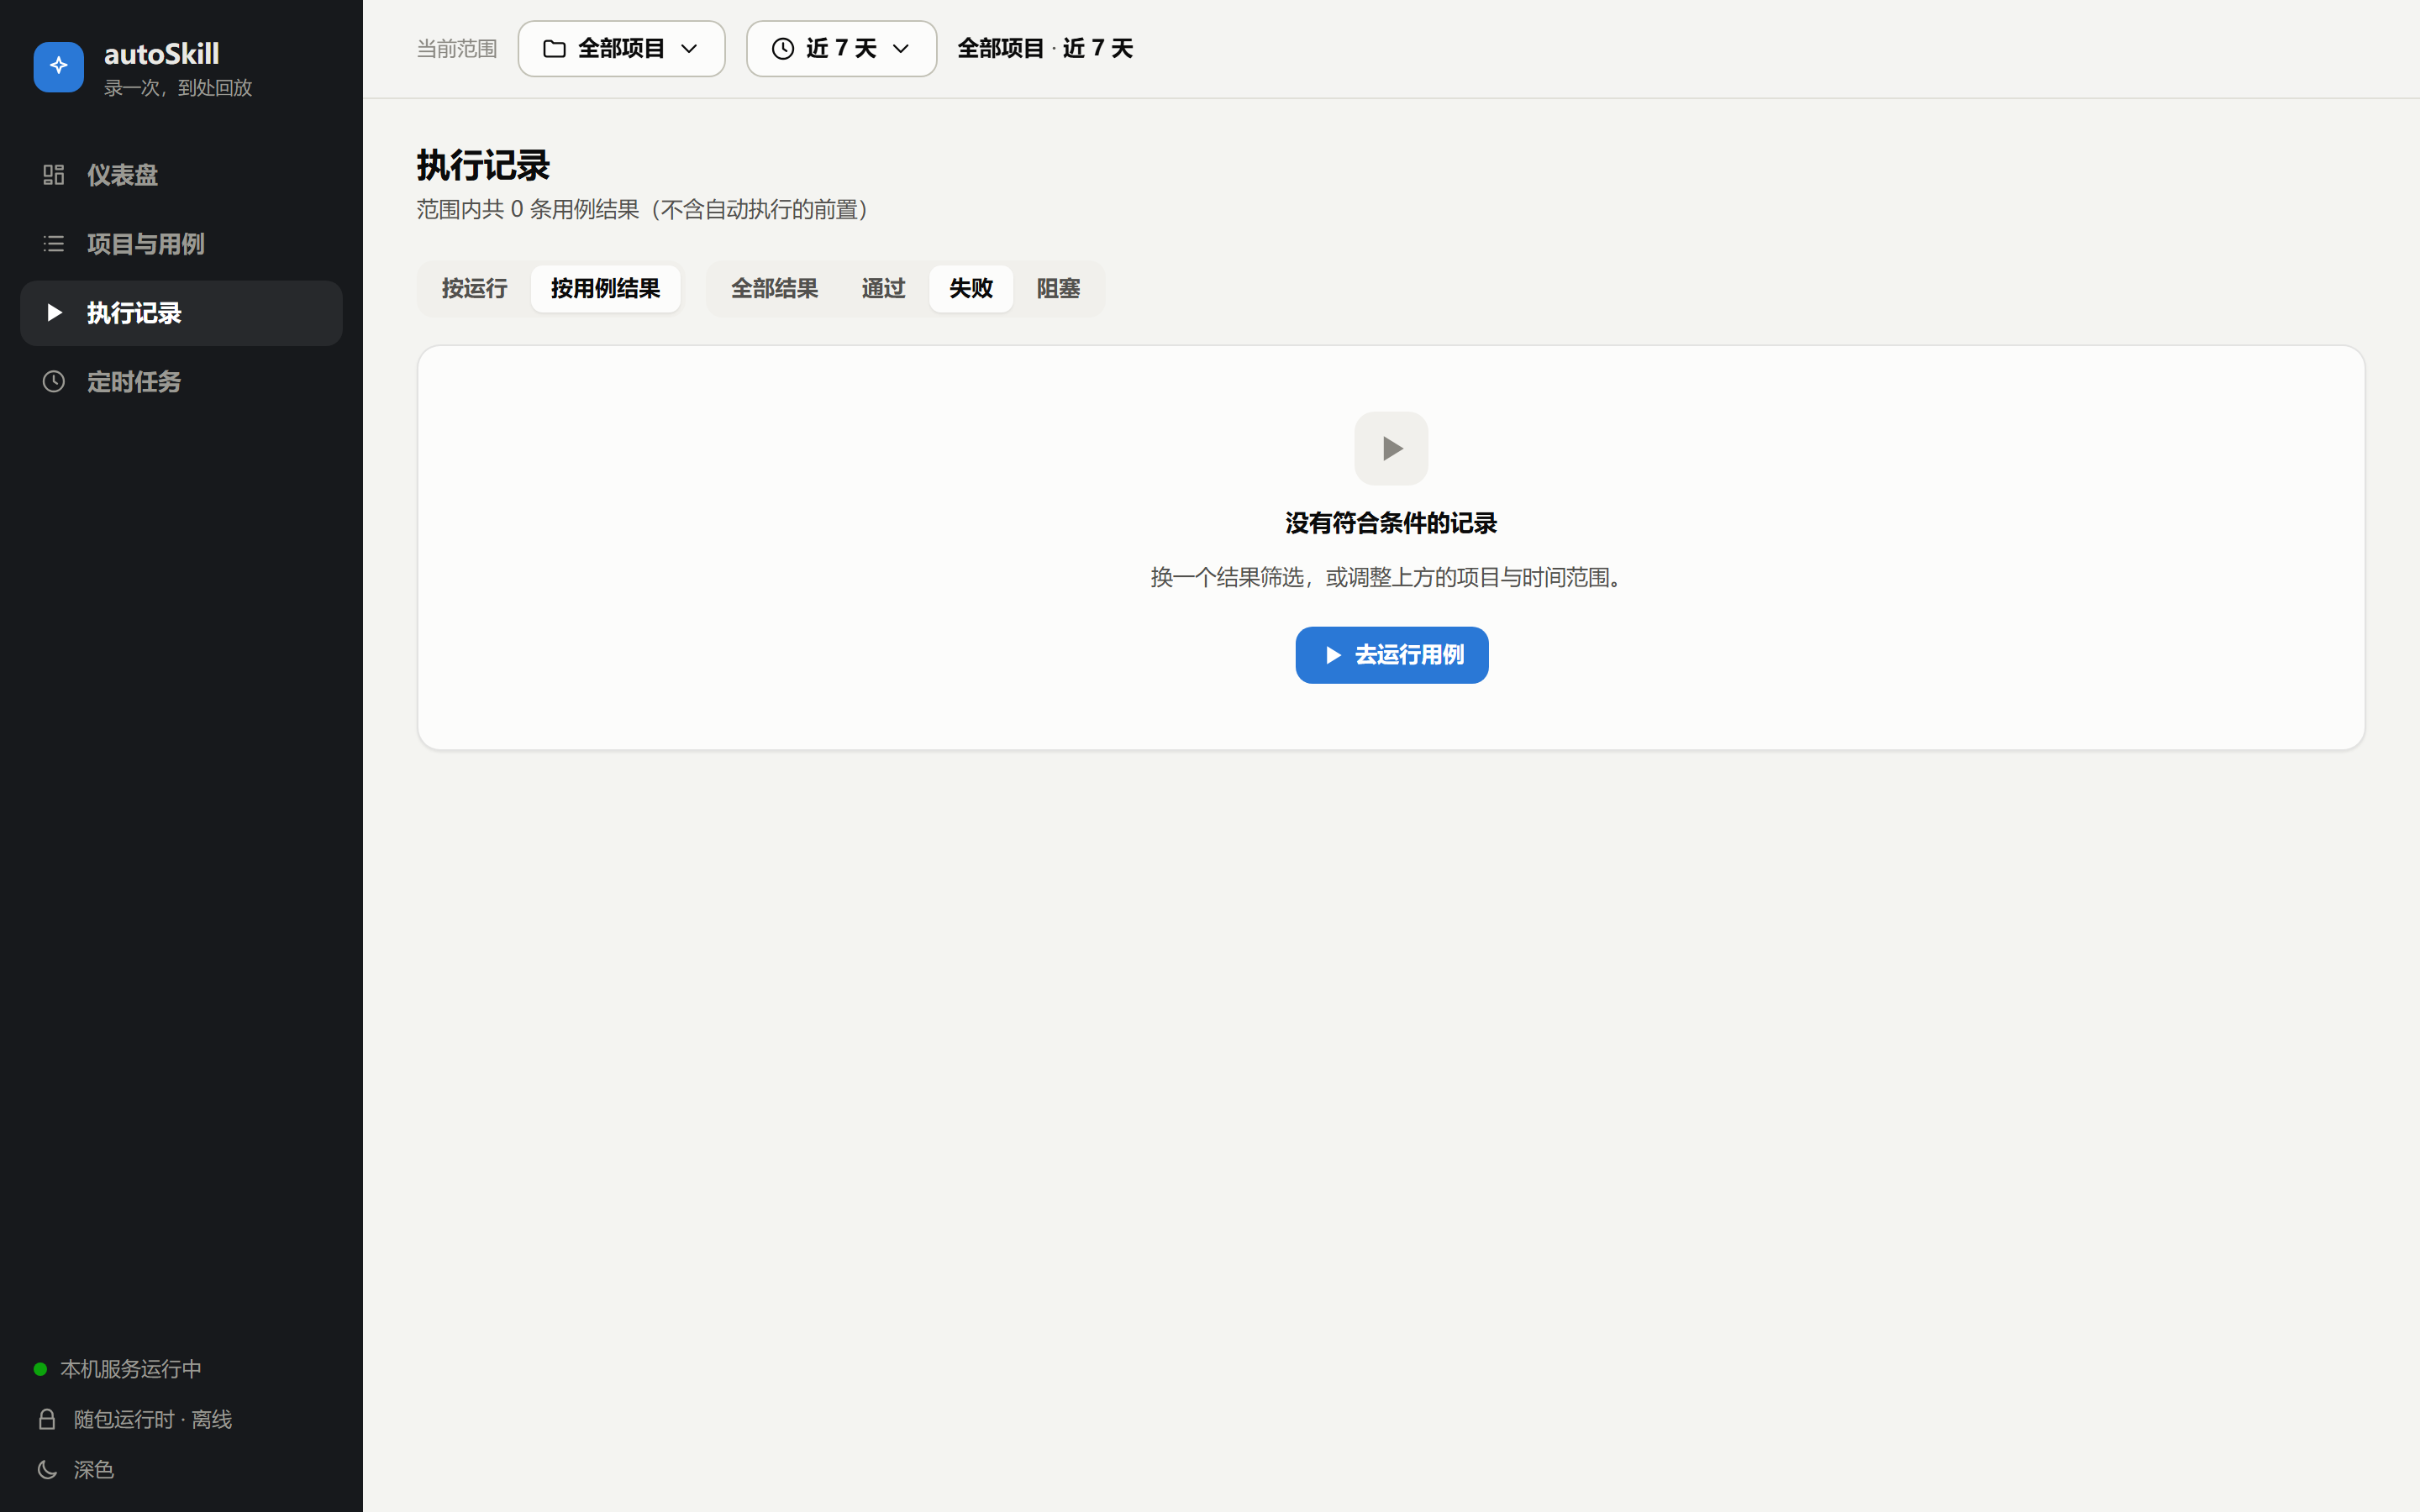 autoSkill
录一次，到处回放
仪表盘
项目与用例
执行记录
定时任务
本机服务运行中
随包运行时 · 离线
深色
当前范围
全部项目
近 7 天
全部项目 · 近 7 天
执行记录
范围内共 0 条用例结果（不含自动执行的前置）
按运行
按用例结果
全部结果
通过
失败
阻塞
没有符合条件的记录
换一个结果筛选，或调整上方的项目与时间范围。
去运行用例